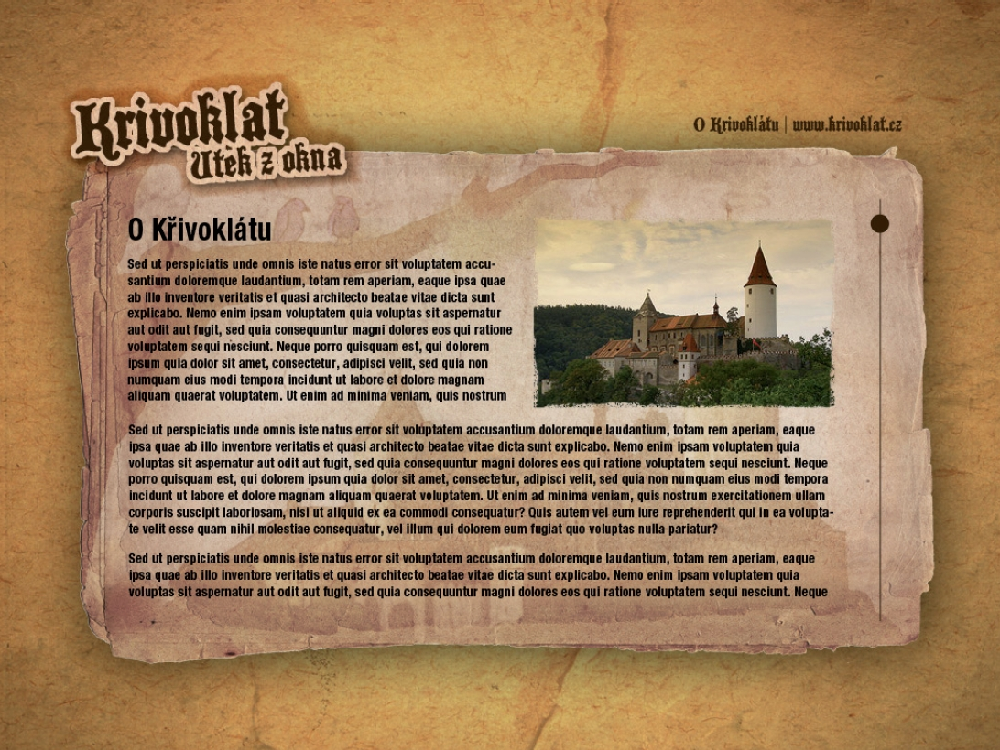 Krivoklat
Utek z okna
O Krivoklátu | www.krivoklat.cz
O Křivoklátu
Sed ut perspiciatis unde omnis iste natus error sit voluptatem accu-
santium doloremque laudantium, totam rem aperiam, eaque ipsa quae
ab illo inventore veritatis et quasi architecto beatae vitae dicta sunt
explicabo. Nemo enim ipsam voluptatem quia voluptas sit aspernatur
aut odit aut fugit, sed quia consequuntur magni dolores eos qui ratione
voluptatem sequi nesciunt. Neque porro quisquam est, qui dolorem
ipsum quia dolor sit amet, consectetur, adipisci velit, sed quia non
numquam eius modi tempora incidunt ut labore et dolore magnam
aliquam quaerat voluptatem. Ut enim ad minima veniam, quis nostrum
Sed ut perspiciatis unde omnis iste natus error sit voluptatem accusantium doloremque laudantium, totam rem aperiam, eaque
ipsa quae ab illo inventore veritatis et quasi architecto beatae vitae dicta sunt explicabo. Nemo enim ipsam voluptatem quia
voluptas sit aspernatur aut odit aut fugit, sed quia consequuntur magni dolores eos qui ratione voluptatem sequi nesciunt. Neque
porro quisquam est, qui dolorem ipsum quia dolor sit amet, consectetur, adipisci velit, sed quia non numquam eius modi tempora
incidunt ut labore et dolore magnam aliquam quaerat voluptatem. Ut enim ad minima veniam, quis nostrum exercitationem ullam
corporis suscipit laboriosam, nisi ut aliquid ex ea commodi consequatur? Quis autem vel eum iure reprehenderit qui in ea volupta-
te velit esse quam nihil molestiae consequatur, vel illum qui dolorem eum fugiat quo voluptas nulla pariatur?
Sed ut perspiciatis unde omnis iste natus error sit voluptatem accusantium doloremque laudantium, totam rem aperiam, eaque
ipsa quae ab illo inventore veritatis et quasi architecto beatae vitae dicta sunt explicabo. Nemo enim ipsam voluptatem quia
voluptas sit aspernatur aut odit aut fugit, sed quia consequuntur magni dolores eos qui ratione voluptatem sequi nesciunt. Neque